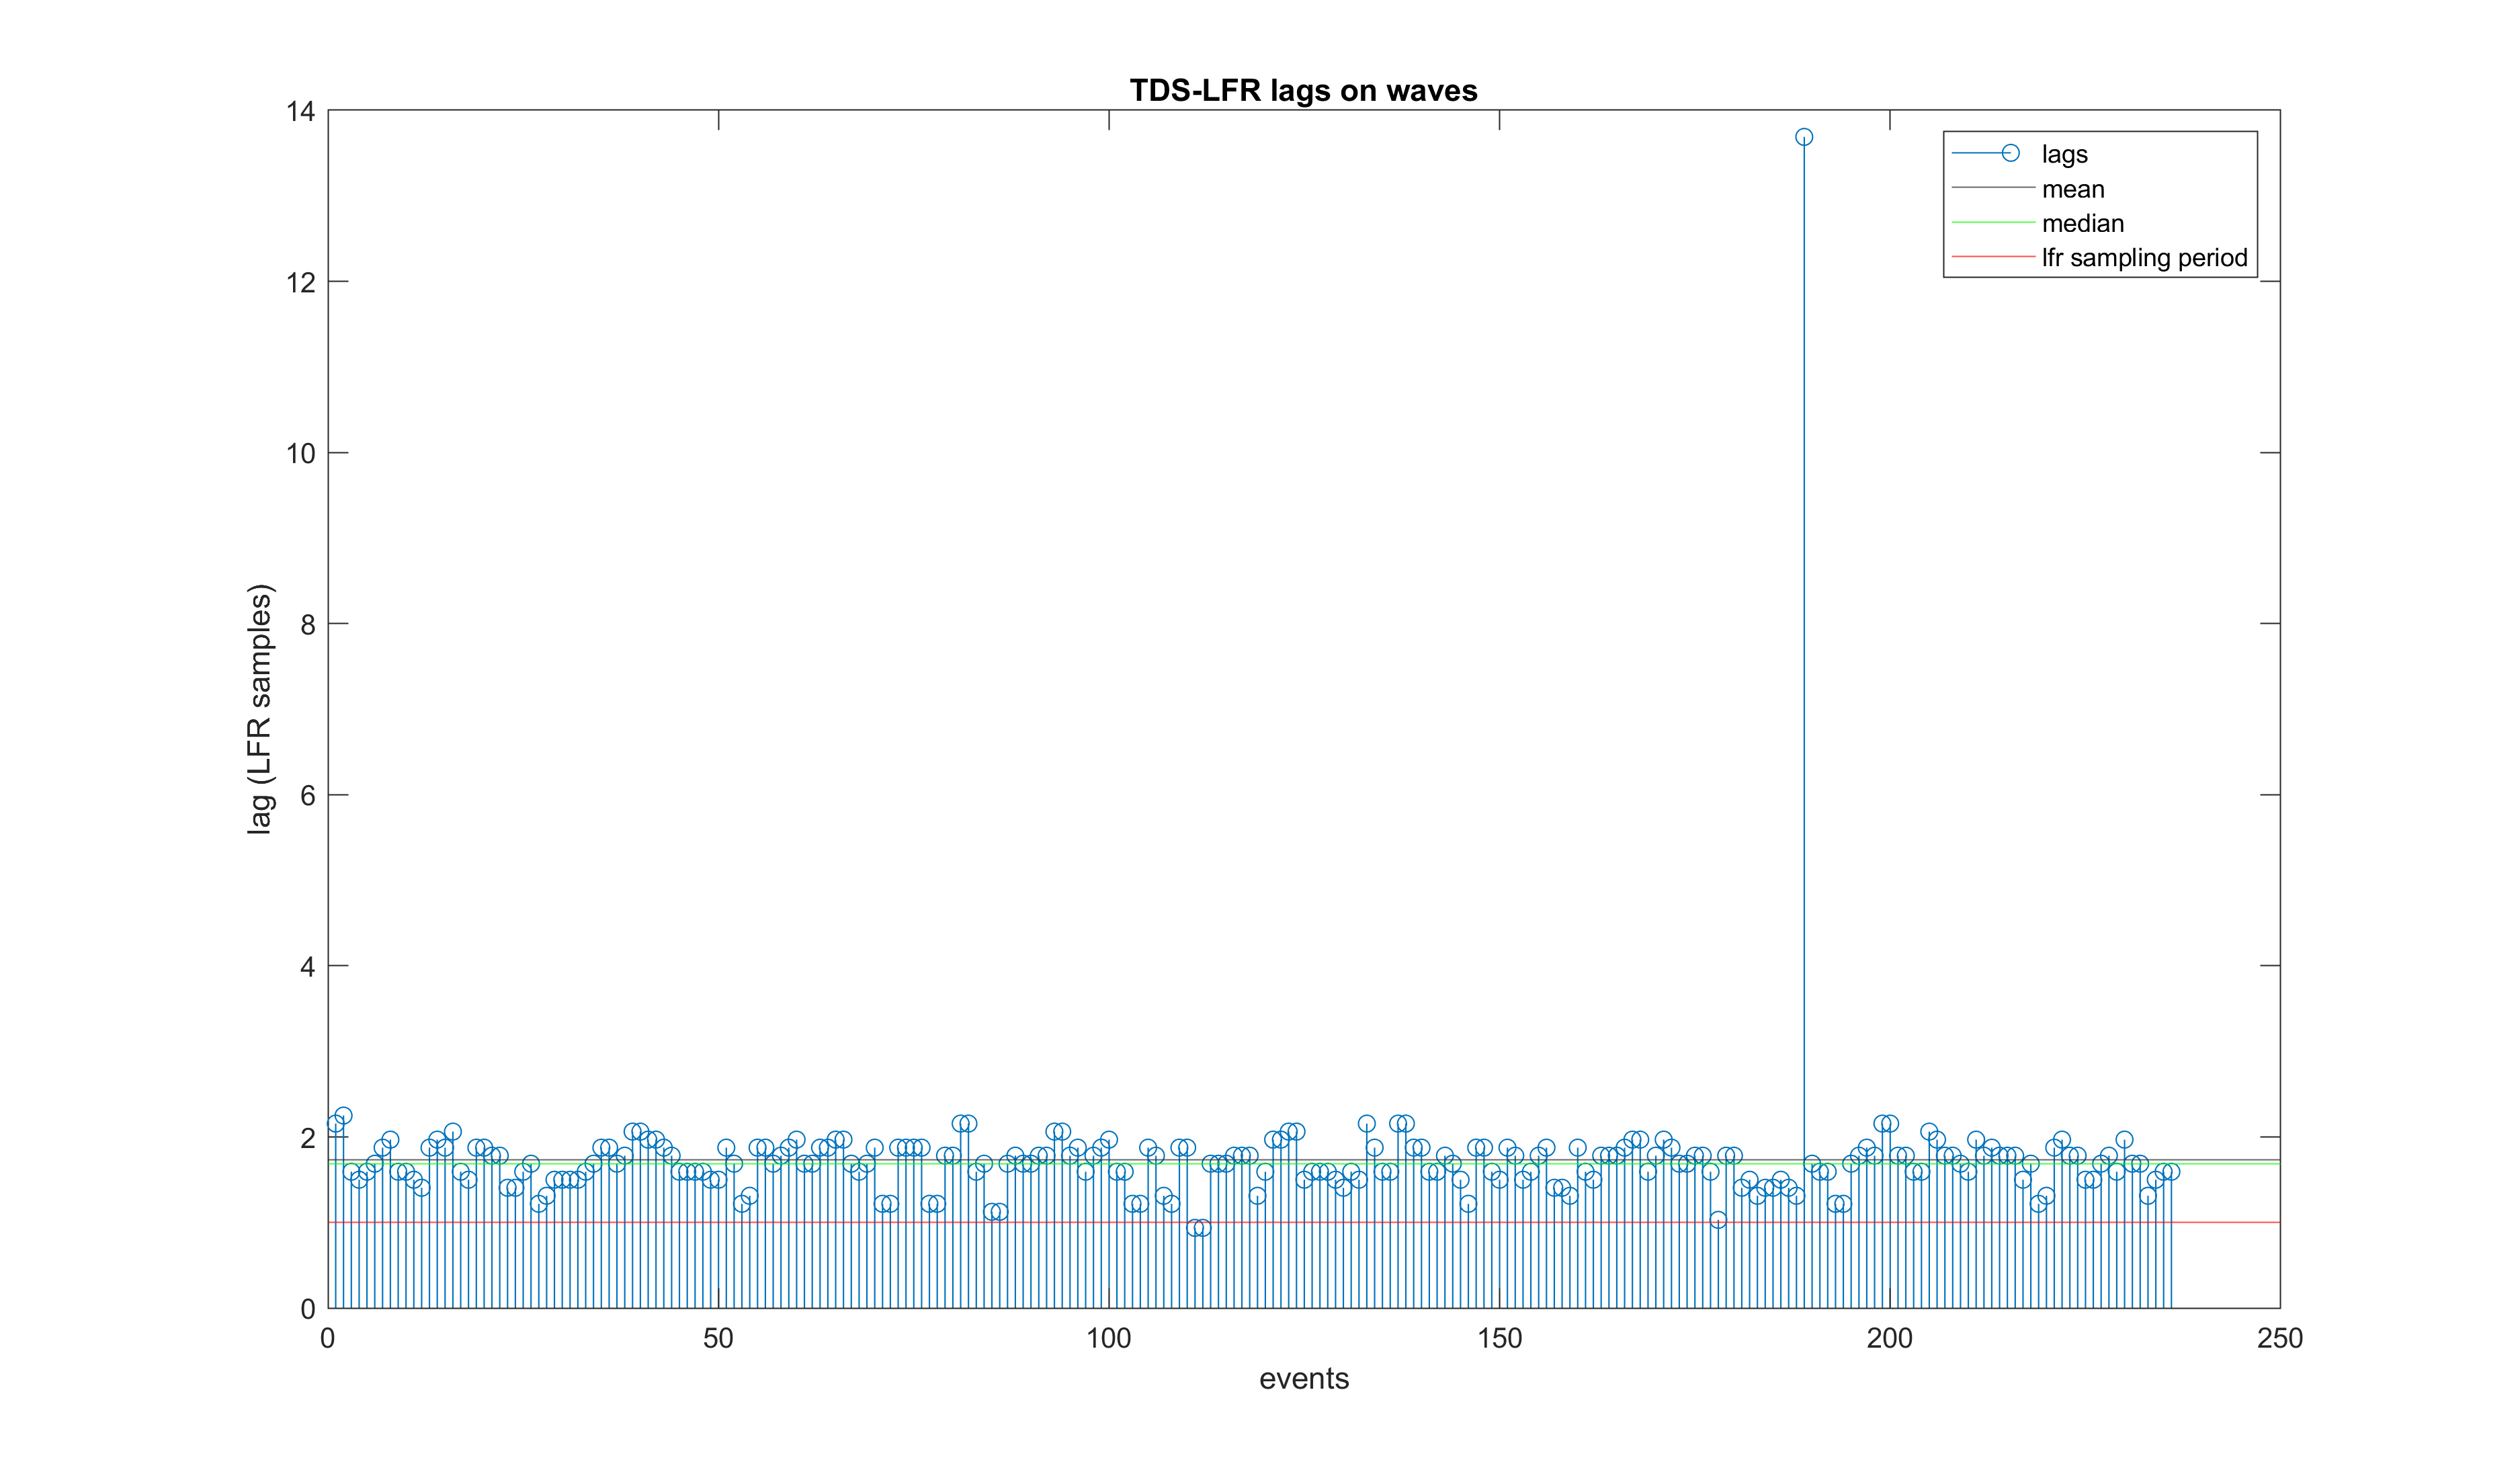 TDS-LFR lags on waves
14
12
10
8
6
4
2
0
lag (LFR samples)
lags
mean
median
lfr sampling period
0 50 100 150 200 250
events